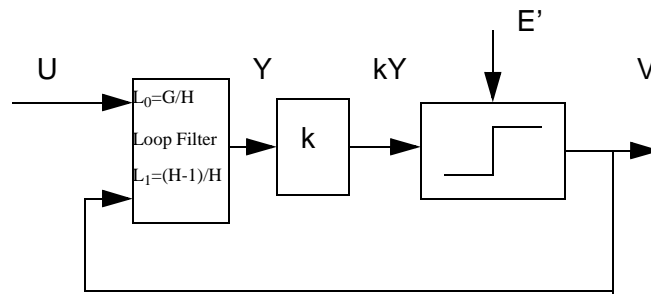 E’
U
Y
kY
V
L0=G/H
Loop Filter
L1=(H-1)/H
k